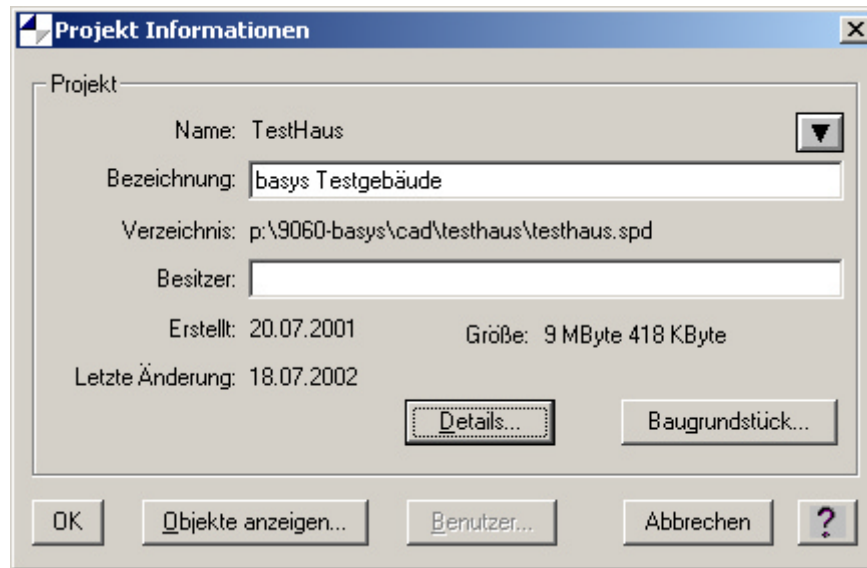 Projekt Informationen
Projekt
Name: TestHaus
Bezeichnung: basys Testgebäude
Verzeichnis: p:\9060-basys\cad\testhaus\testhaus.spd
Besitzer:
Erstellt: 20.07.2001 Größe: 9 MByte 418 KByte
Letzte Änderung: 18.07.2002
Details... Baugrundstück...
OK Objekte anzeigen... Benutzer... Abbrechen ?